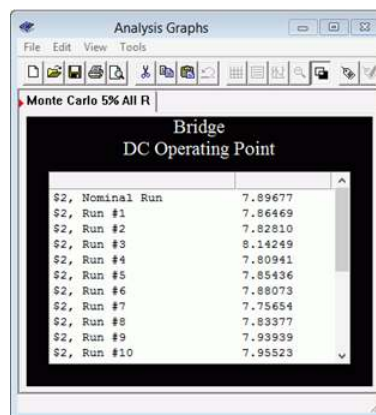 Analysis Graphs
File Edit View Tools
Monte Carlo 5% All R
Bridge
DC Operating Point
$2, Nominal Run 7.89677
$2, Run #1 7.86469
$2, Run #2 7.82810
$2, Run #3 8.14249
$2, Run #4 7.80941
$2, Run #5 7.85436
$2, Run #6 7.88073
$2, Run #7 7.75654
$2, Run #8 7.83377
$2, Run #9 7.93939
$2, Run #10 7.95523